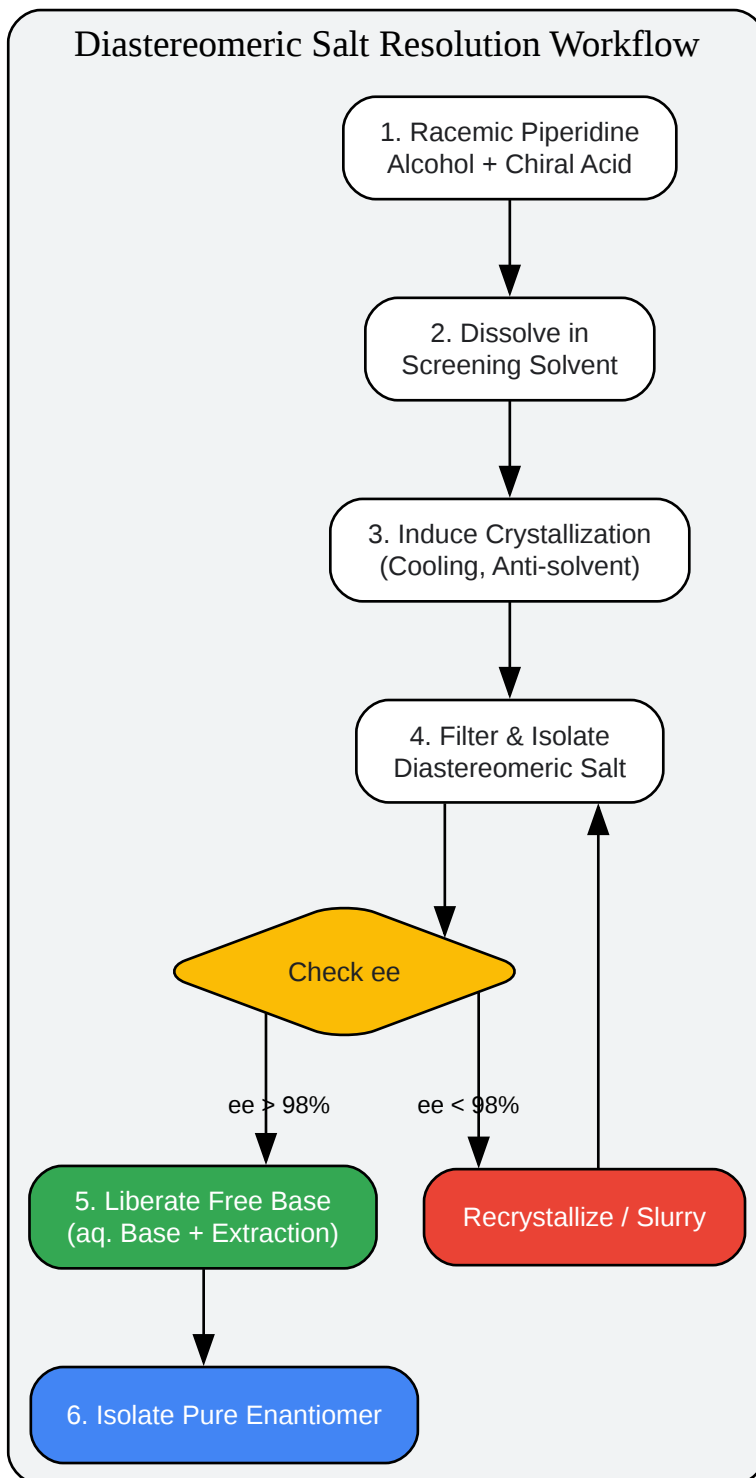 Diastereomeric Salt Resolution Workflow
1. Racemic Piperidine
Alcohol + Chiral Acid
2. Dissolve in
Screening Solvent
3. Induce Crystallization
(Cooling, Anti-solvent)
4. Filter & Isolate
Diastereomeric Salt
Check ee
ee > 98%
ee < 98%
5. Liberate Free Base
(aq. Base + Extraction)
Recrystallize / Slurry
6. Isolate Pure Enantiomer